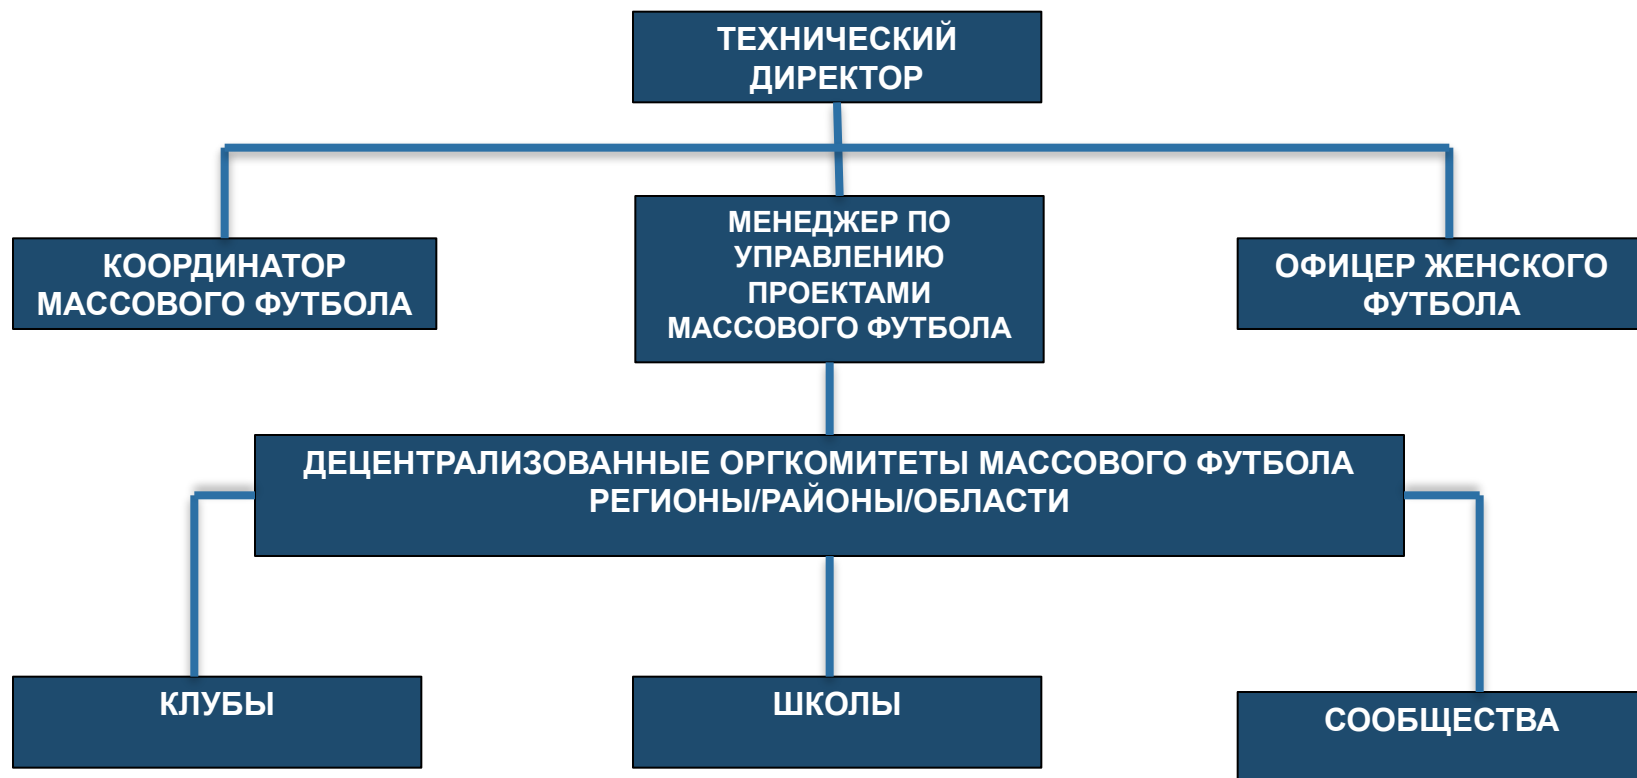 ТЕХНИЧЕСКИЙ
ДИРЕКТОР
КООРДИНАТОР
МАССОВОГО ФУТБОЛА
МЕНЕДЖЕР ПО
УПРАВЛЕНИЮ
ПРОЕКТАМИ
МАССОВОГО ФУТБОЛА
ОФИЦЕР ЖЕНСКОГО
ФУТБОЛА
ДЕЦЕНТРАЛИЗОВАННЫЕ ОРГКОМИТЕТЫ МАССОВОГО ФУТБОЛА
РЕГИОНЫ/РАЙОНЫ/ОБЛАСТИ
КЛУБЫ
ШКОЛЫ
СООБЩЕСТВА